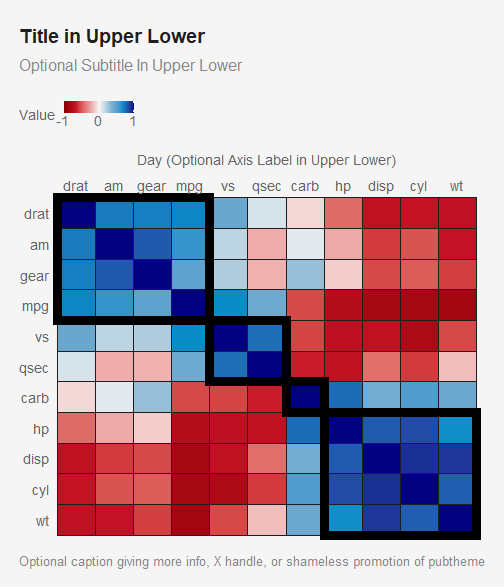 Title in Upper Lower
Optional Subtitle In Upper Lower
Value
-1 0 1
Day (Optional Axis Label in Upper Lower)
drat am gear mpg vs qsec carb hp disp cyl wt
drat
am
gear
mpg
vs
qsec
carb
hp
disp
cyl
wt
Optional caption giving more info, X handle, or shameless promotion of pubtheme